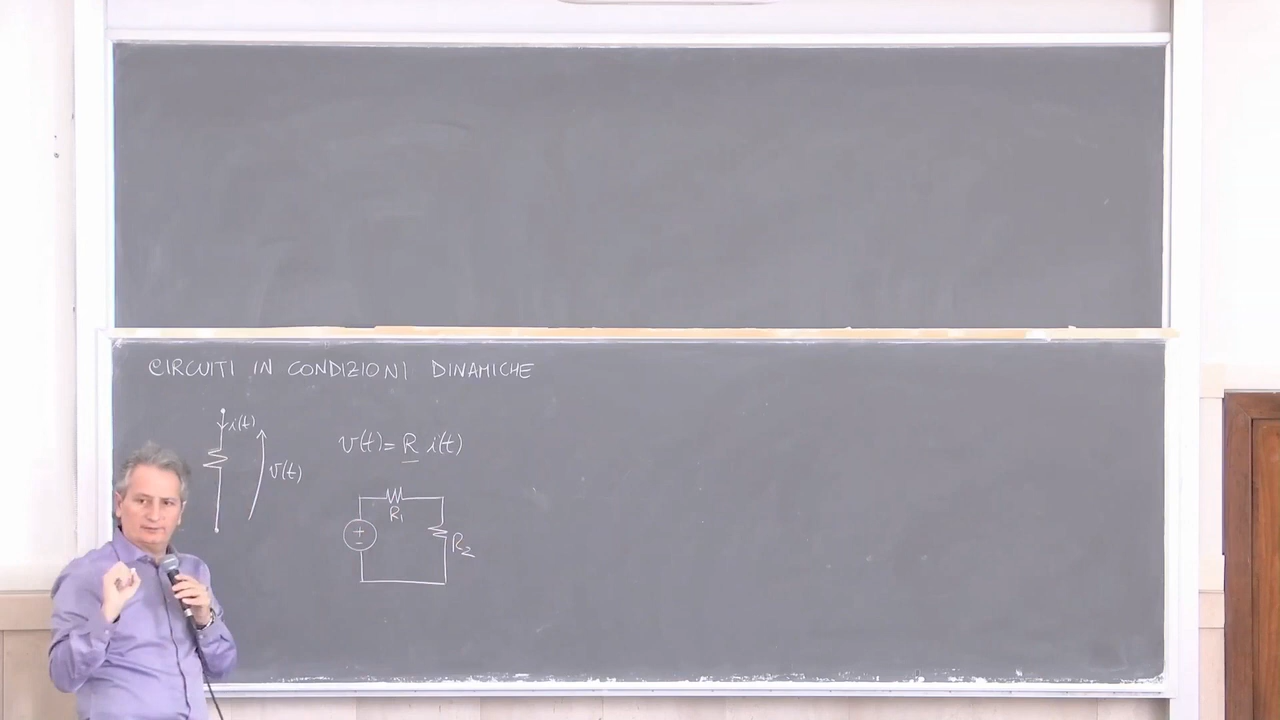 CIRCUITI IN CONDIZIONI DINAMICHE
i(t)
v(t)
v(t)= R i(t)
R1
+
-
R2